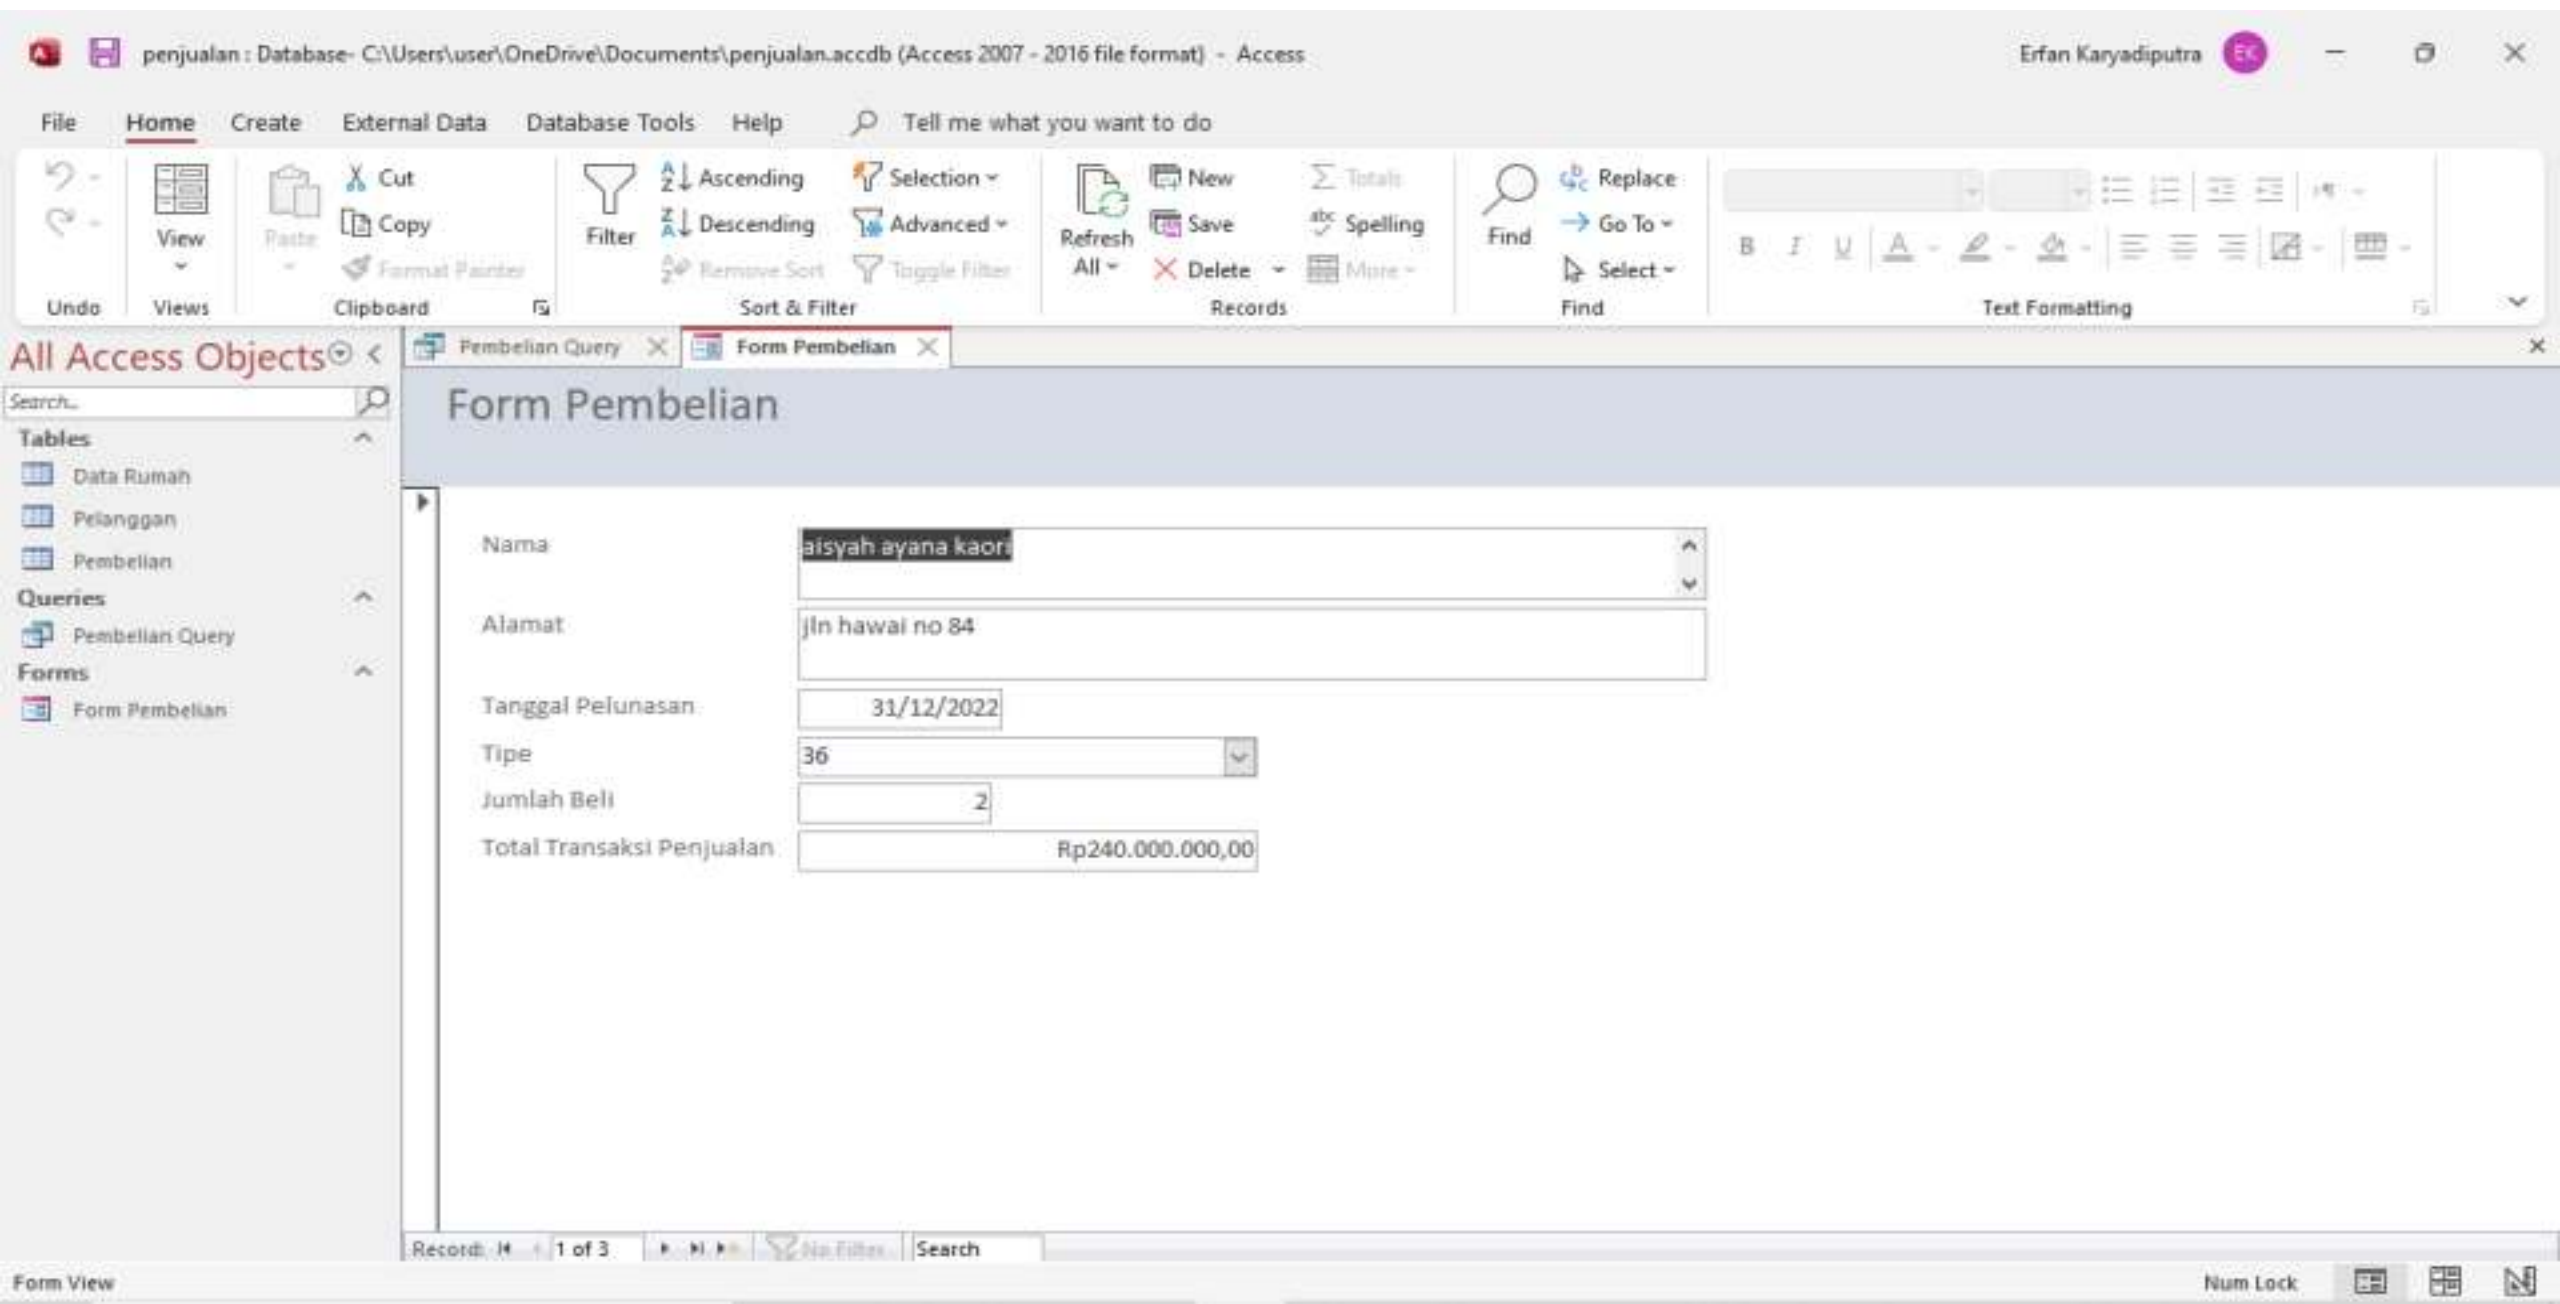 penjualan : Database- C:\Users\user\OneDrive\Documents\penjualan.accdb (Access 2007 - 2016 file format) - Access
Erfan Karyadiputra EK
File Home Create External Data Database Tools Help Tell me what you want to do
Undo
View
Views
Paste
Cut
Copy
Format Painter
Clipboard
Filter
Ascending
Descending
Remove Sort
Selection
Advanced
Toggle Filter
Sort & Filter
Refresh
All
New
Save
Delete
Totals
Spelling
More
Records
Find
Replace
Go To
Select
Find
B I U A
Text Formatting
All Access Objects
Search...
Tables
Data Rumah
Pelanggan
Pembelian
Queries
Pembelian Query
Forms
Form Pembelian
Pembelian Query Form Pembelian
Form Pembelian
Nama aisyah ayana kaori
Alamat jln hawai no 84
Tanggal Pelunasan 31/12/2022
Tipe 36
Jumlah Beli 2
Total Transaksi Penjualan Rp240.000.000,00
Record: 1 of 3 No Filter Search
Form View Num Lock